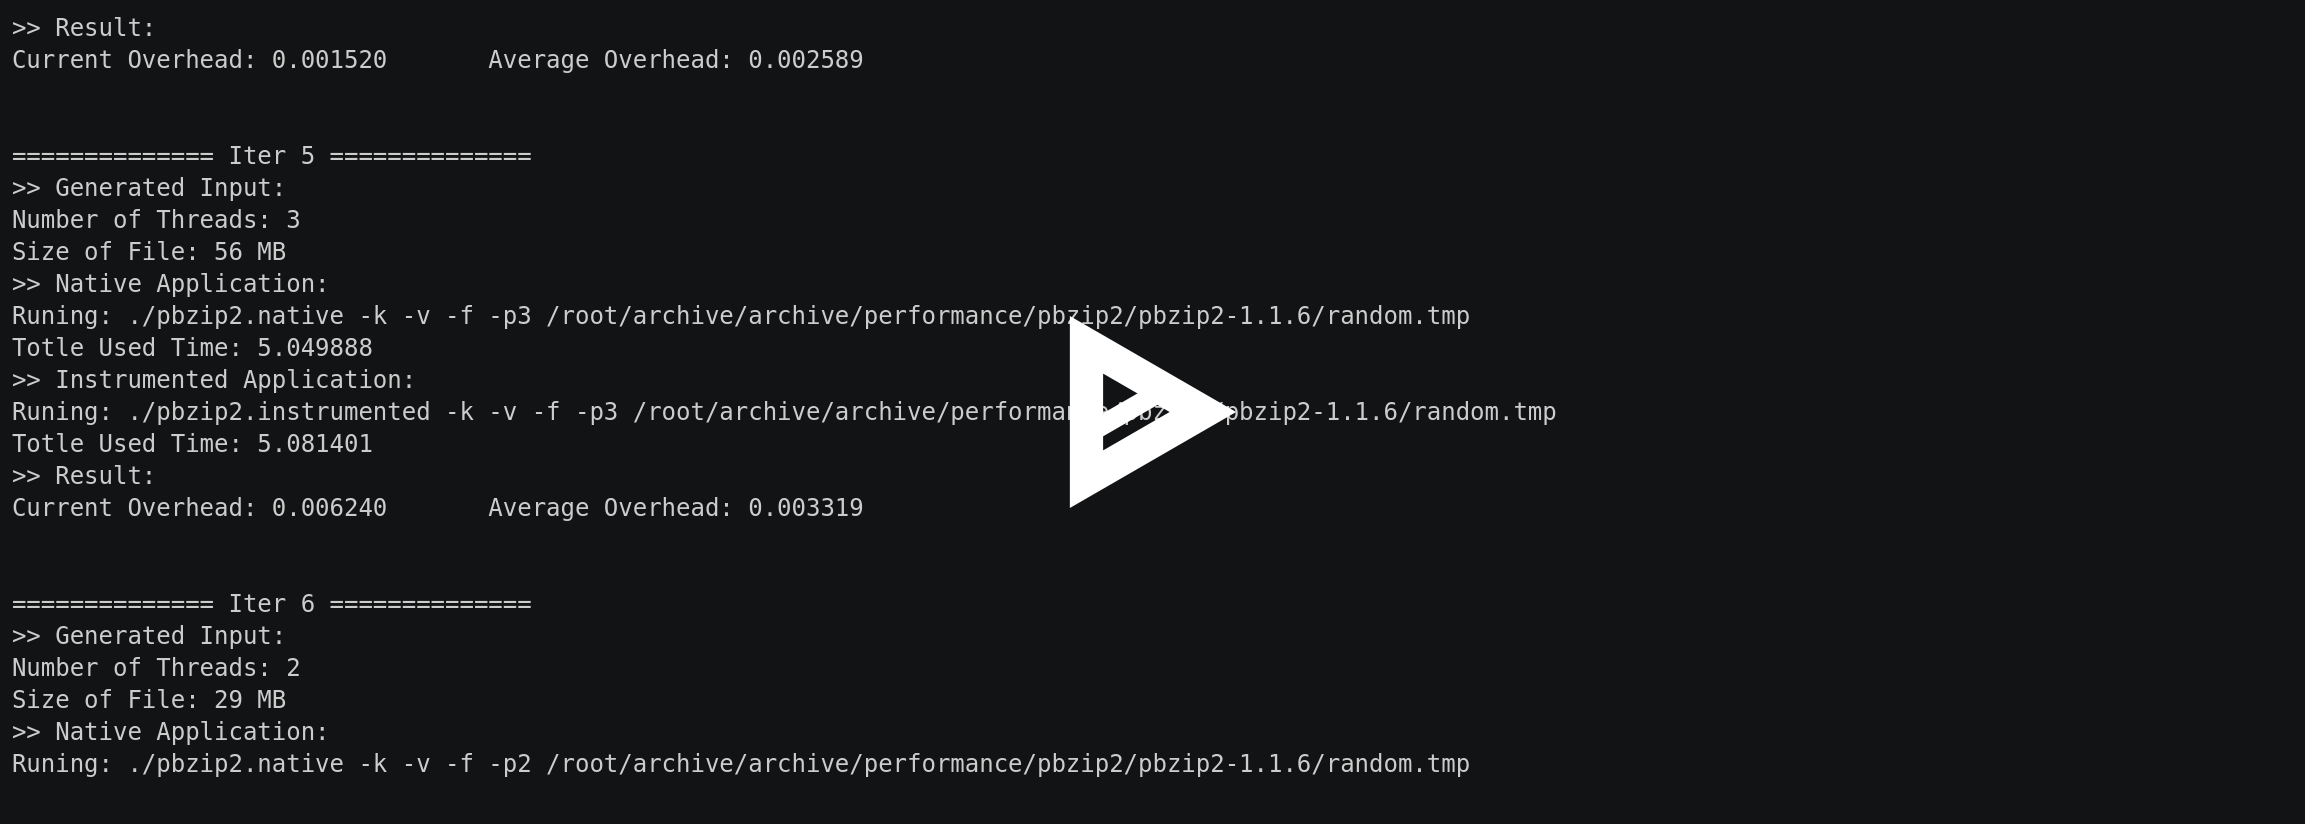 >> Result:
Current Overhead: 0.001520       Average Overhead: 0.002589
============== Iter 5 ==============
>> Generated Input:
Number of Threads: 3
Size of File: 56 MB
>> Native Application:
Runing: ./pbzip2.native -k -v -f -p3 /root/archive/archive/performance/pbzip2/pbzip2-1.1.6/random.tmp
Totle Used Time: 5.049888
>> Instrumented Application:
Runing: ./pbzip2.instrumented -k -v -f -p3 /root/archive/archive/performance/pbzip2/pbzip2-1.1.6/random.tmp
Totle Used Time: 5.081401
>> Result:
Current Overhead: 0.006240       Average Overhead: 0.003319
============== Iter 6 ==============
>> Generated Input:
Number of Threads: 2
Size of File: 29 MB
>> Native Application:
Runing: ./pbzip2.native -k -v -f -p2 /root/archive/archive/performance/pbzip2/pbzip2-1.1.6/random.tmp